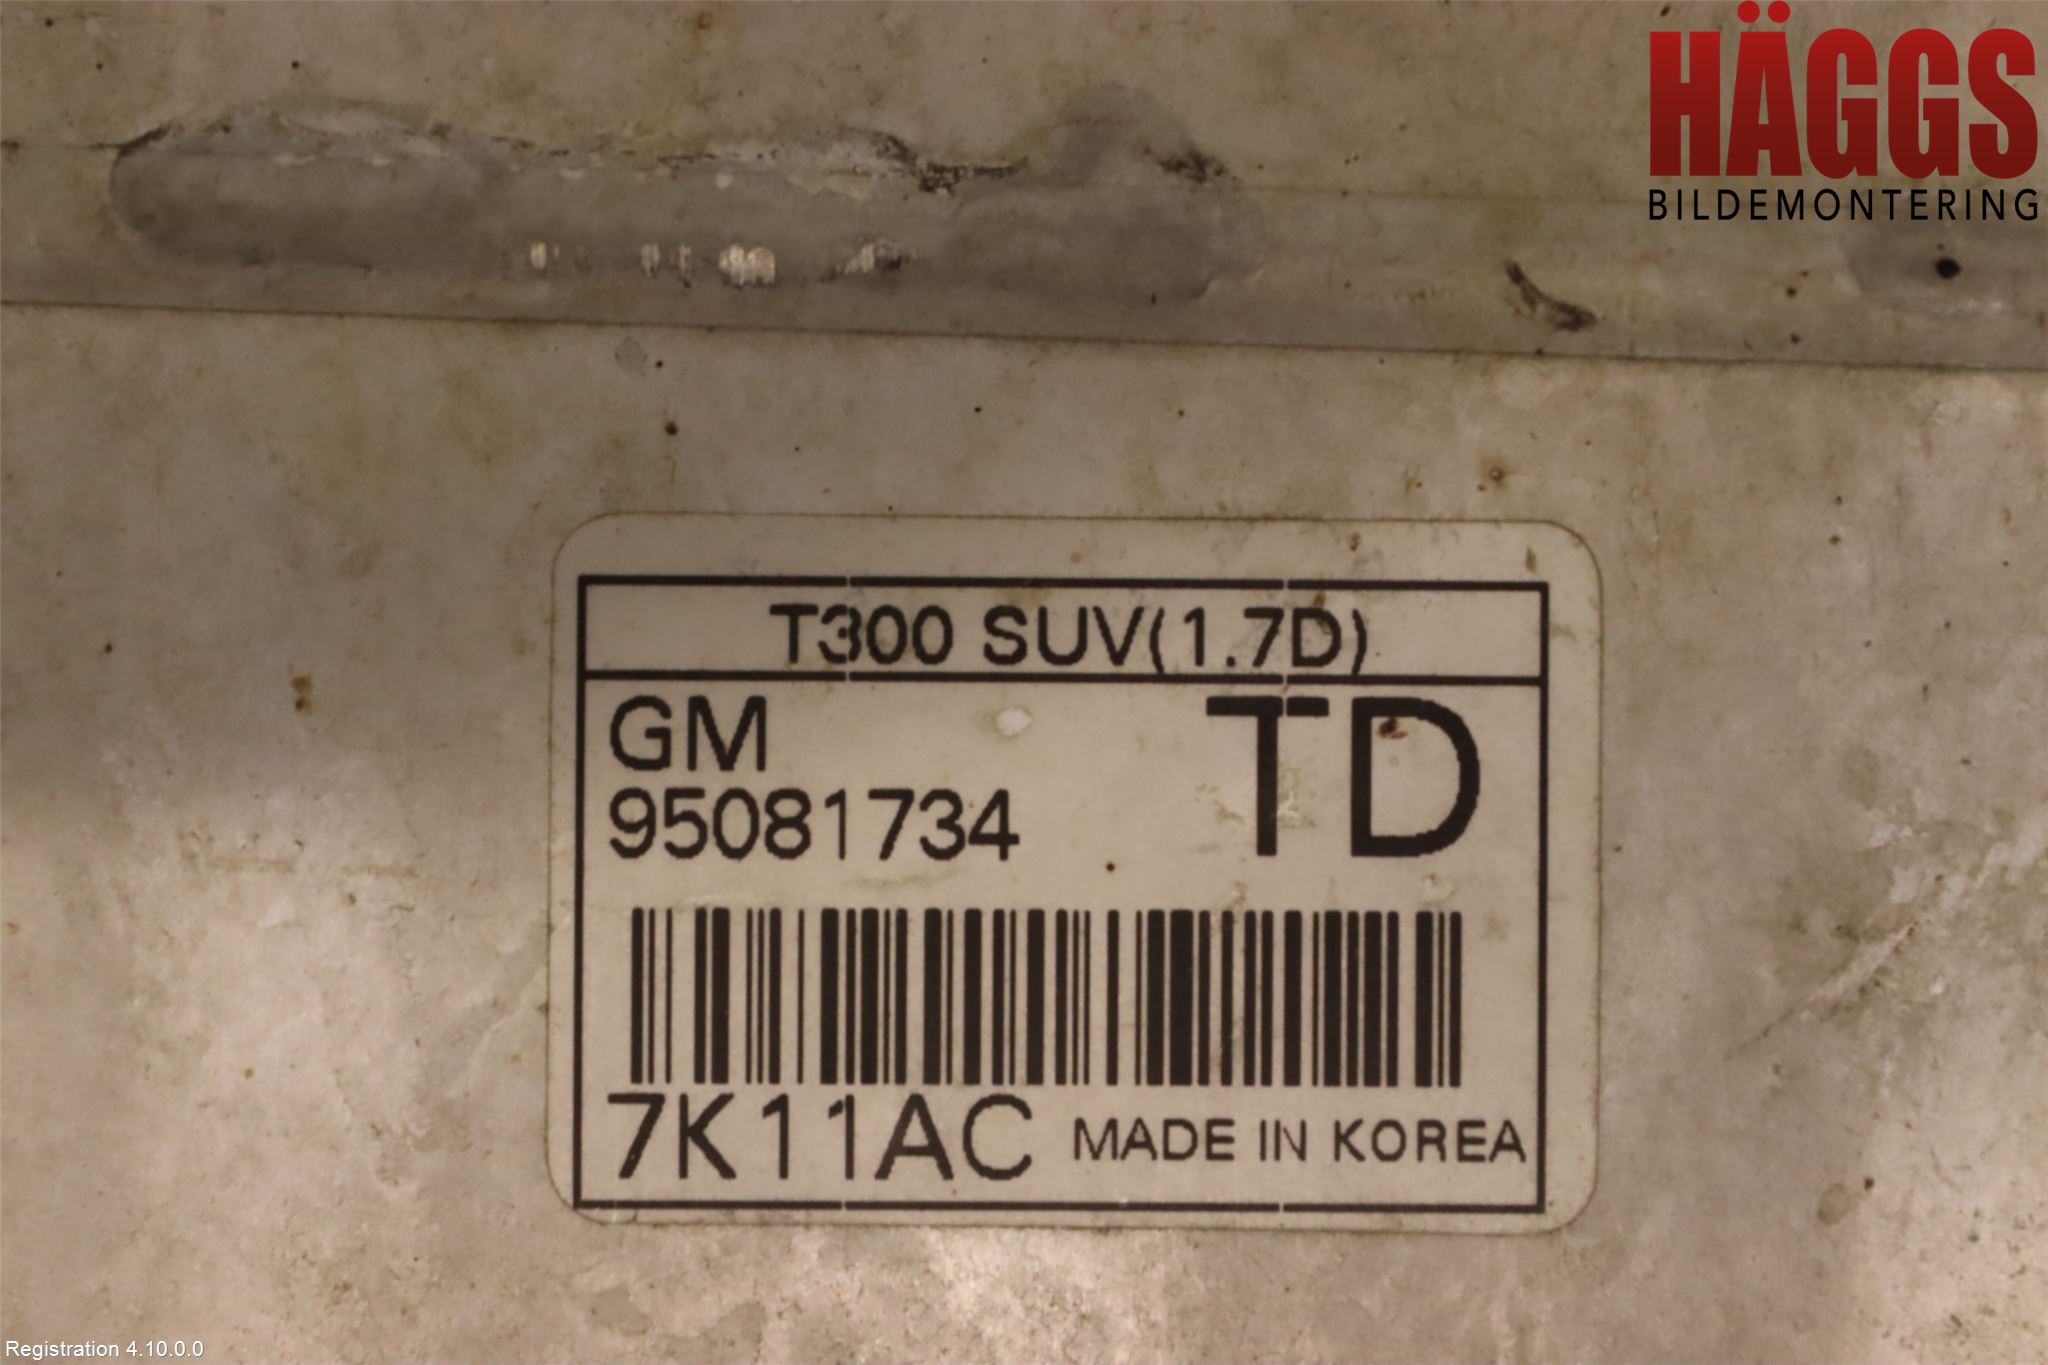 HÄGGS
BILDEMONTERING
T300 SUV(1.7D)
GM
TD
95081734
7K11AC MADE IN KOREA
Registration 4.10.0.0